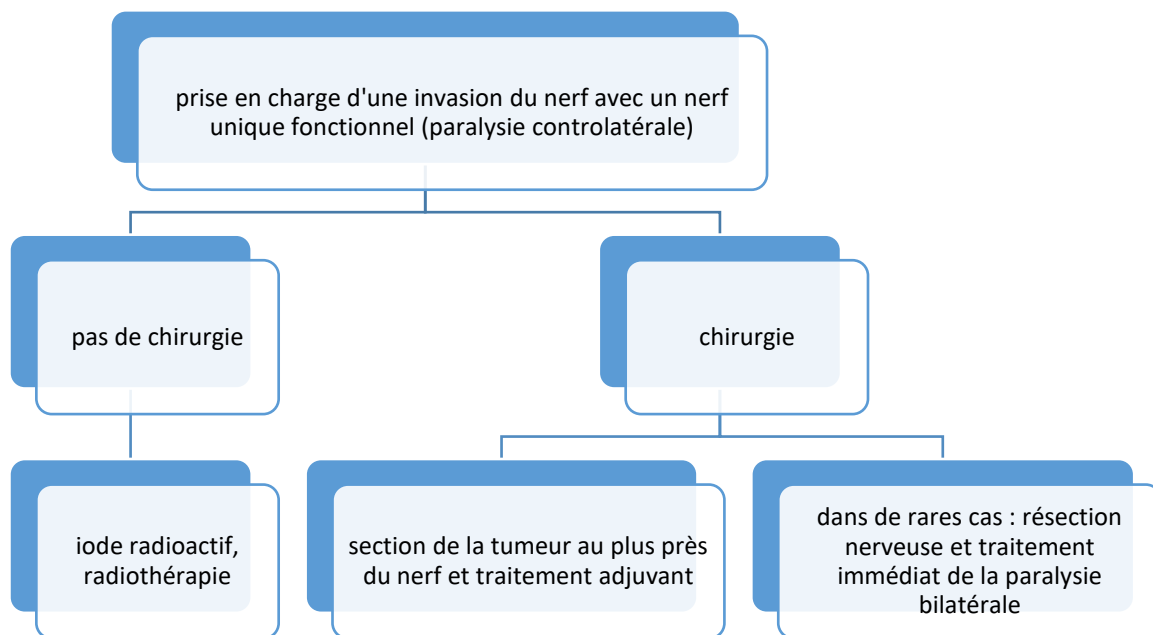 prise en charge d'une invasion du nerf avec un nerf
unique fonctionnel (paralysie controlatérale)
pas de chirurgie
chirurgie
iode radioactif,
radiothérapie
section de la tumeur au plus près
du nerf et traitement adjuvant
dans de rares cas : résection
nerveuse et traitement
immédiat de la paralysie
bilatérale